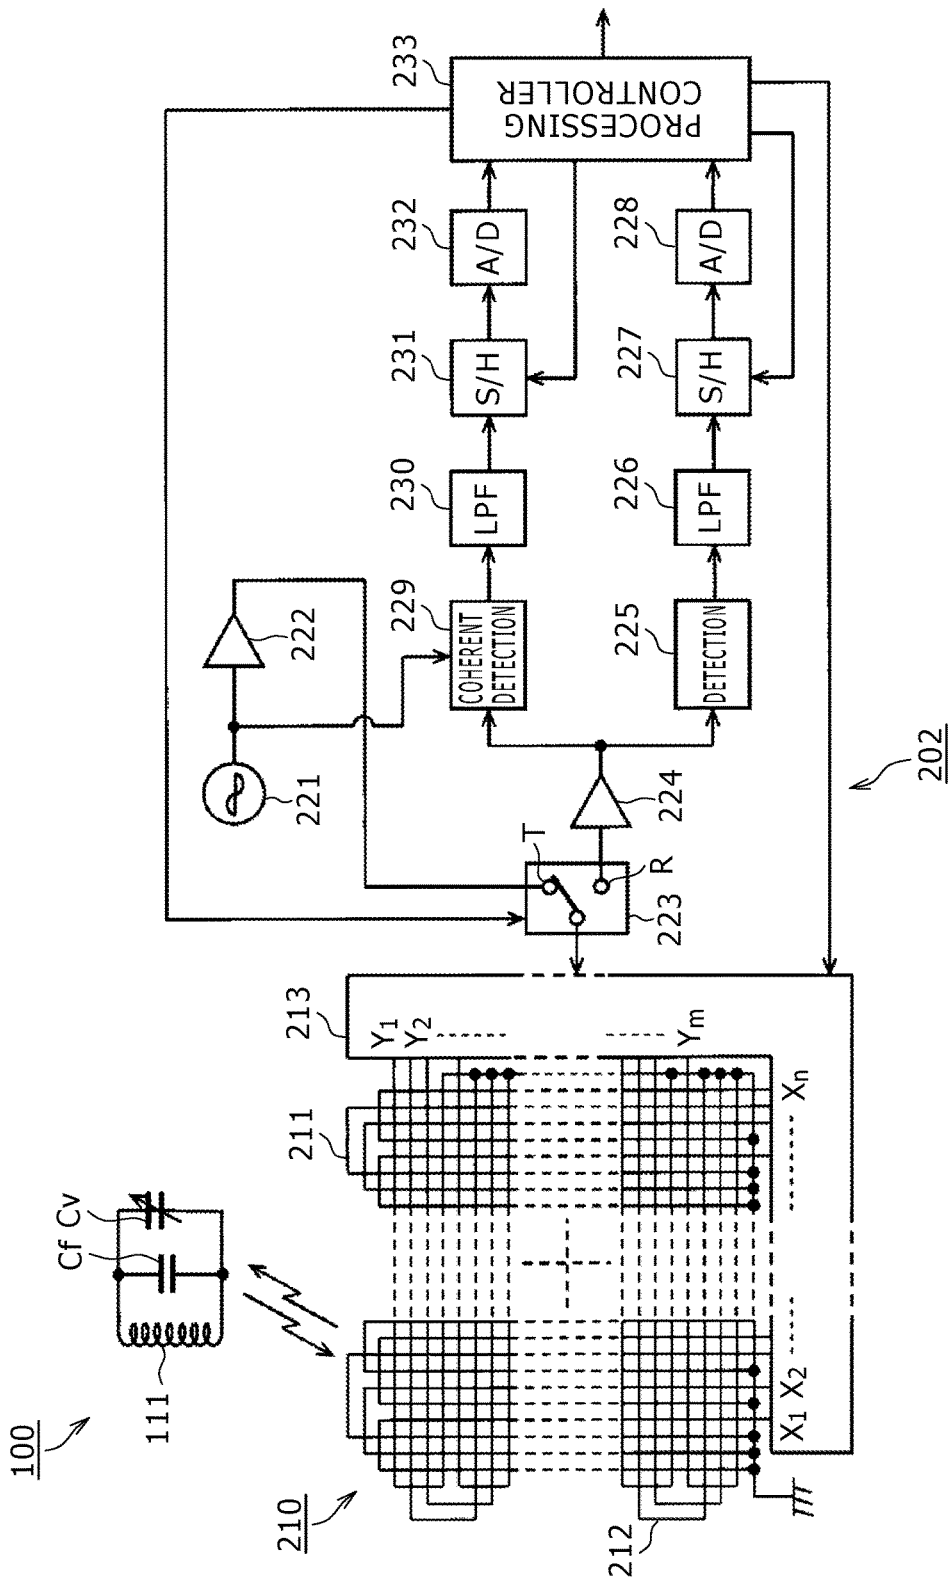 100
111
Cf
Cv
210
211
212
213
Y1
Y2
Ym
X1
X2
Xn
221
222
223
T
R
224
COHERENT
DETECTION
229
LPF
230
S/H
231
A/D
232
DETECTION
225
LPF
226
S/H
227
A/D
228
PROCESSING
CONTROLLER
233
202